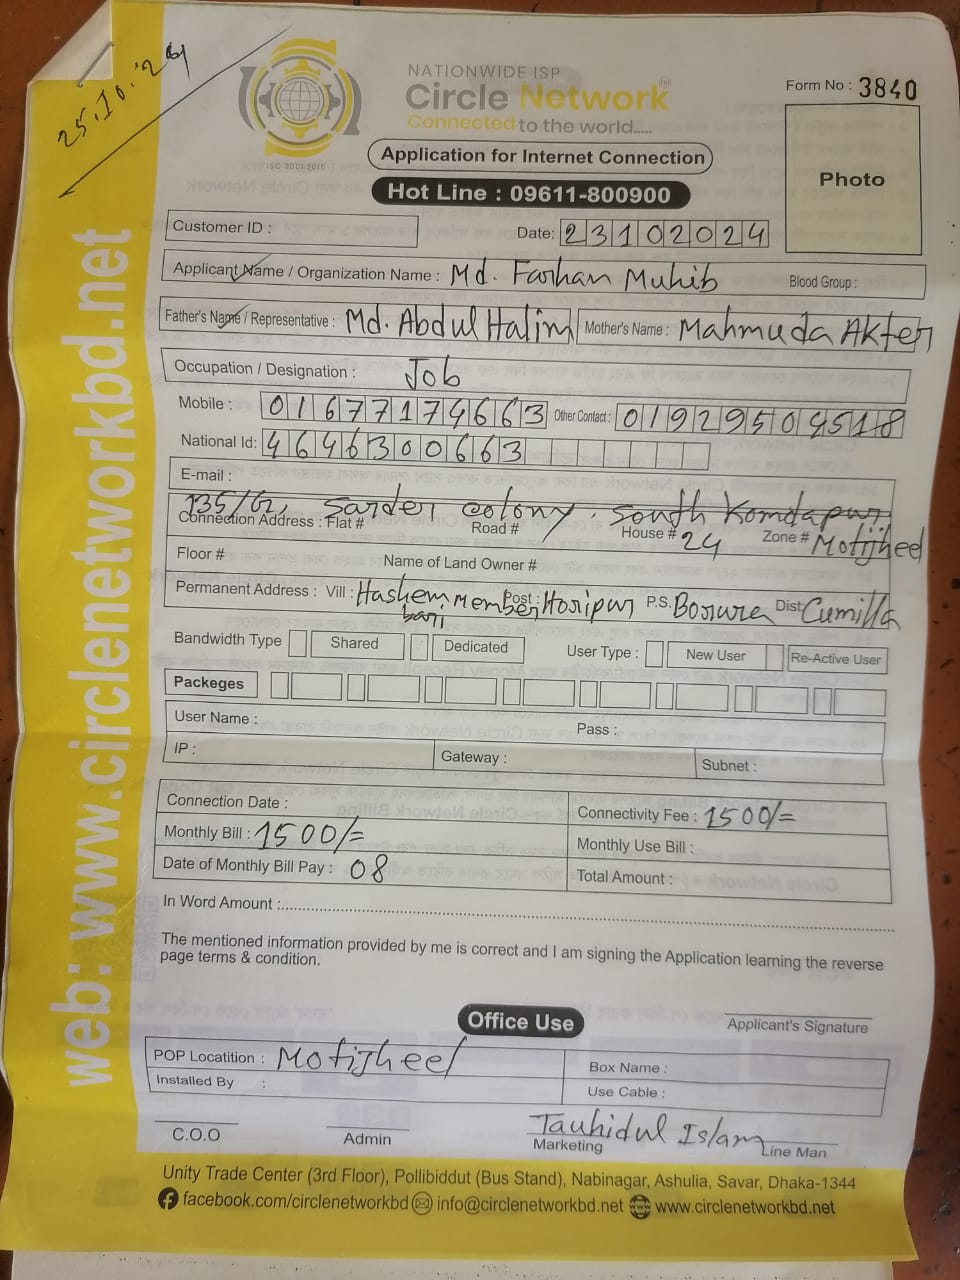 25.10.'24
NATIONWIDE ISP
Circle Network
Connected to the world.....
ISO 9001:2015
Form No : 3840
Photo
Application for Internet Connection
Hot Line : 09611-800900
Customer ID :
Date: 23102024
Applicant Name / Organization Name : Md. Farhan Muhib Blood Group :
Father's Name / Representative : Md. Abdul Halim Mother's Name : Mahmuda Akter
Occupation / Designation : Job
Mobile : 01677174663 Other Contact : 01929504518
National Id: 4646300663
E-mail :
135/G2, Sarder colony, South Komdapur
Connection Address : Flat # Road # House # 24 Zone # Motijheel
Floor # Name of Land Owner #
Permanent Address : Vill : Hashem Member bari Post : Horipur P.S. Borura Dist: Cumilla
Bandwidth Type Shared Dedicated User Type : New User Re-Active User
Packeges
User Name : Pass :
IP : Gateway : Subnet :
Connection Date : Connectivity Fee : 1500/=
Monthly Bill : 1500/= Monthly Use Bill :
Date of Monthly Bill Pay : 08 Total Amount :
In Word Amount :
The mentioned information provided by me is correct and I am signing the Application learning the reverse
page terms & condition.
Applicant's Signature
Office Use
POP Locatition : Motijheel Box Name :
Installed By : Use Cable :
Tauhidul Islam
C.O.O Admin Marketing Line Man
Unity Trade Center (3rd Floor), Pollibiddut (Bus Stand), Nabinagar, Ashulia, Savar, Dhaka-1344
facebook.com/circlenetworkbd info@circlenetworkbd.net www.circlenetworkbd.net
web: www.circlenetworkbd.net